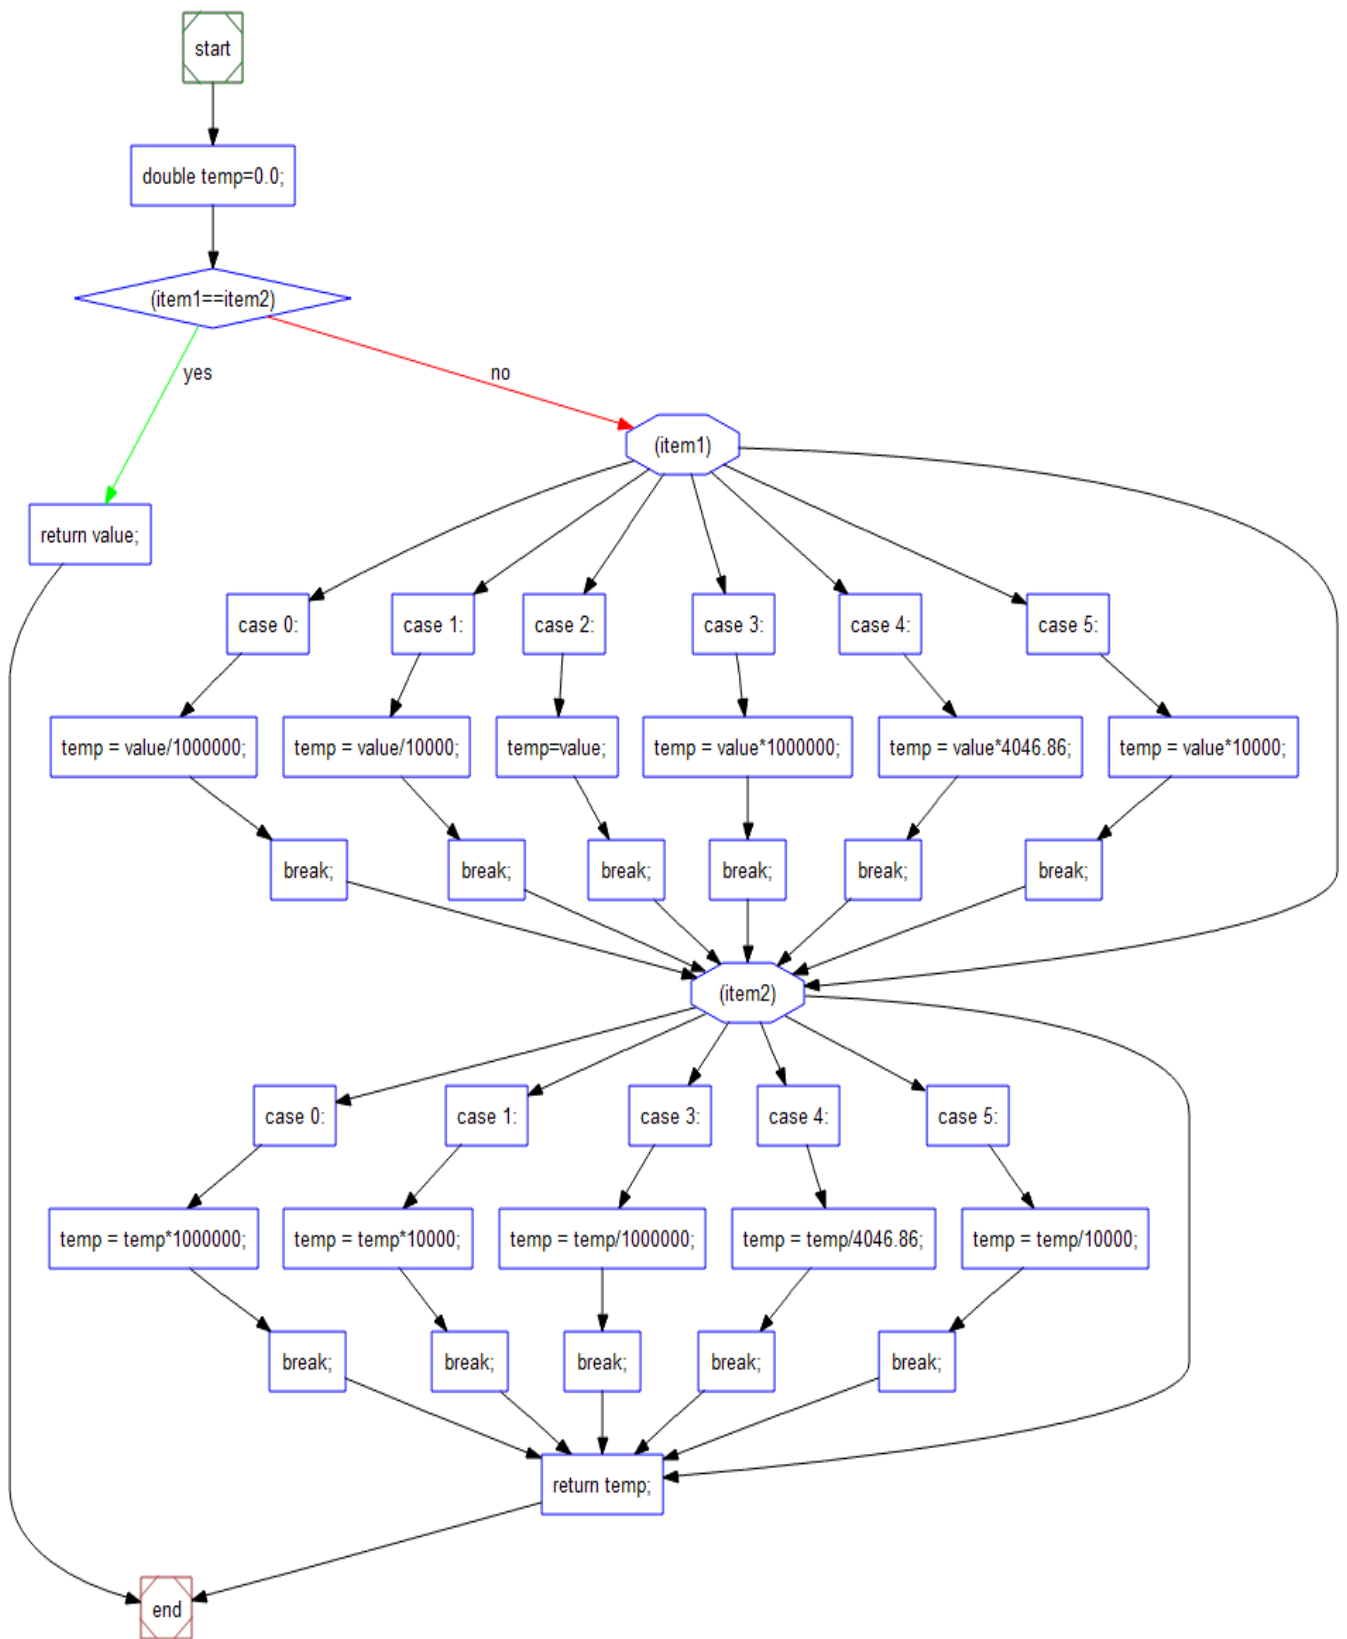 start
double temp=0.0;
(item1==item2)
yes
no
(item1)
return value;
case 0:
case 1:
case 2:
case 3:
case 4:
case 5:
temp = value/1000000;
temp = value/10000;
temp=value;
temp = value*1000000;
temp = value*4046.86;
temp = value*10000;
break;
break;
break;
break;
break;
break;
(item2)
case 0:
case 1:
case 3:
case 4:
case 5:
temp = temp*1000000;
temp = temp*10000;
temp = temp/1000000;
temp = temp/4046.86;
temp = temp/10000;
break;
break;
break;
break;
break;
return temp;
end